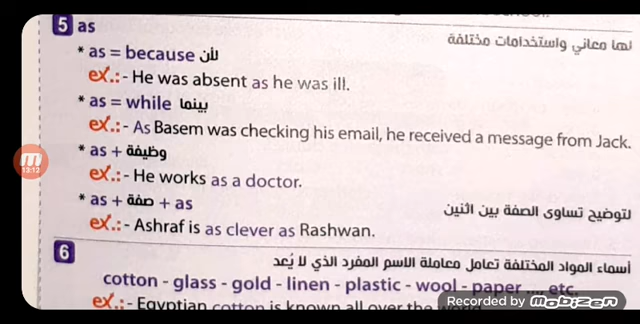 5 as لها معاني واستخدامات مختلفة
* as = because لأن
ex.:- He was absent as he was ill.
* as = while بينما
ex.:- As Basem was checking his email, he received a message from Jack.
* as + وظيفة
ex.:- He works as a doctor.
* as + صفة + as لتوضيح تساوى الصفة بين اثنين
ex.:- Ashraf is as clever as Rashwan.
6 أسماء المواد المختلفة تعامل معاملة الاسم المفرد الذي لا يُعد
cotton - glass - gold - linen - plastic - wool - paper .... etc.
ex.:- Egyptian cotton is known all over the world
13:12
Recorded by mobizen